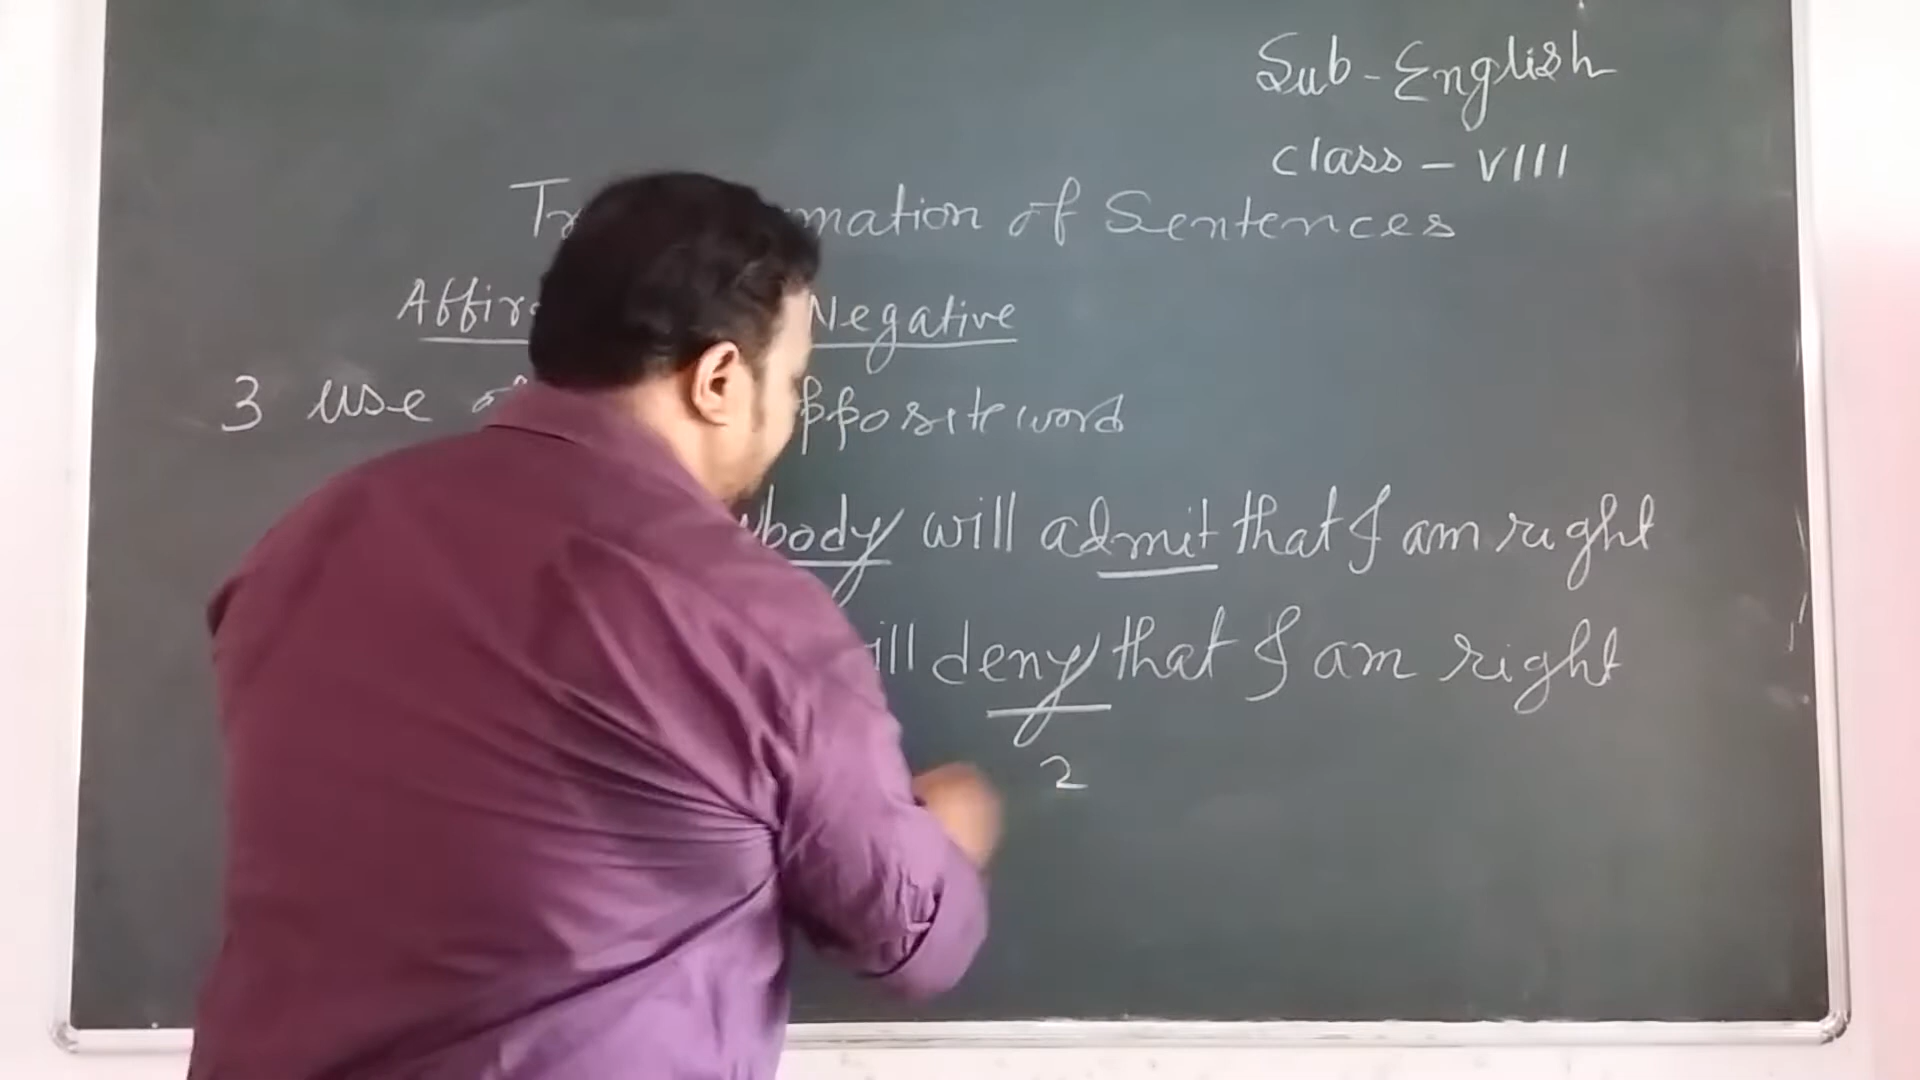 Sub - English
class - VIII
Tr mation of Sentences
Affir Negative
3 use pposite word
body will admit that I am right
ill deny that I am right
2